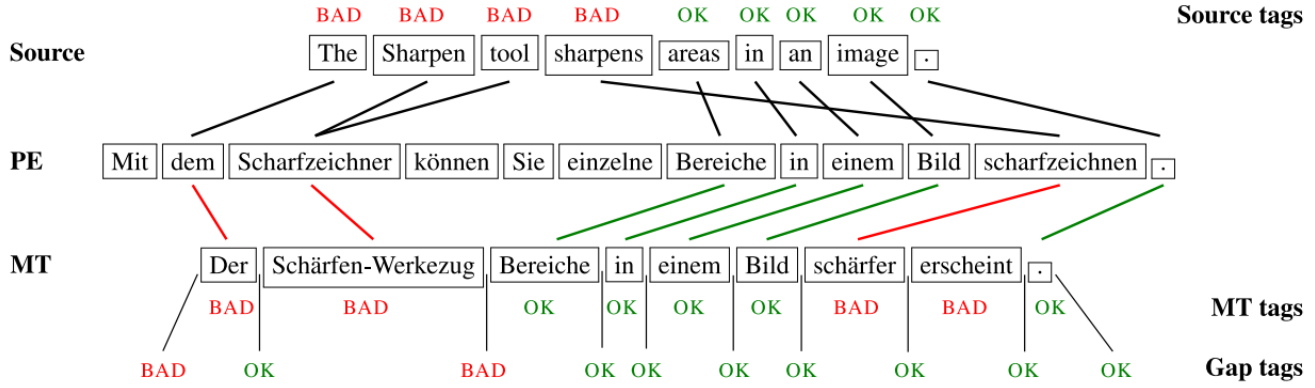 BAD BAD BAD BAD OK OK OK OK OK Source tags
Source The Sharpen tool sharpens areas in an image .
PE Mit dem Scharfzeichner können Sie einzelne Bereiche in einem Bild scharfzeichnen .
MT Der Schärfen-Werkezug Bereiche in einem Bild schärfer erscheint .
BAD BAD OK OK OK OK BAD BAD OK MT tags
BAD OK BAD OK OK OK OK OK OK OK Gap tags